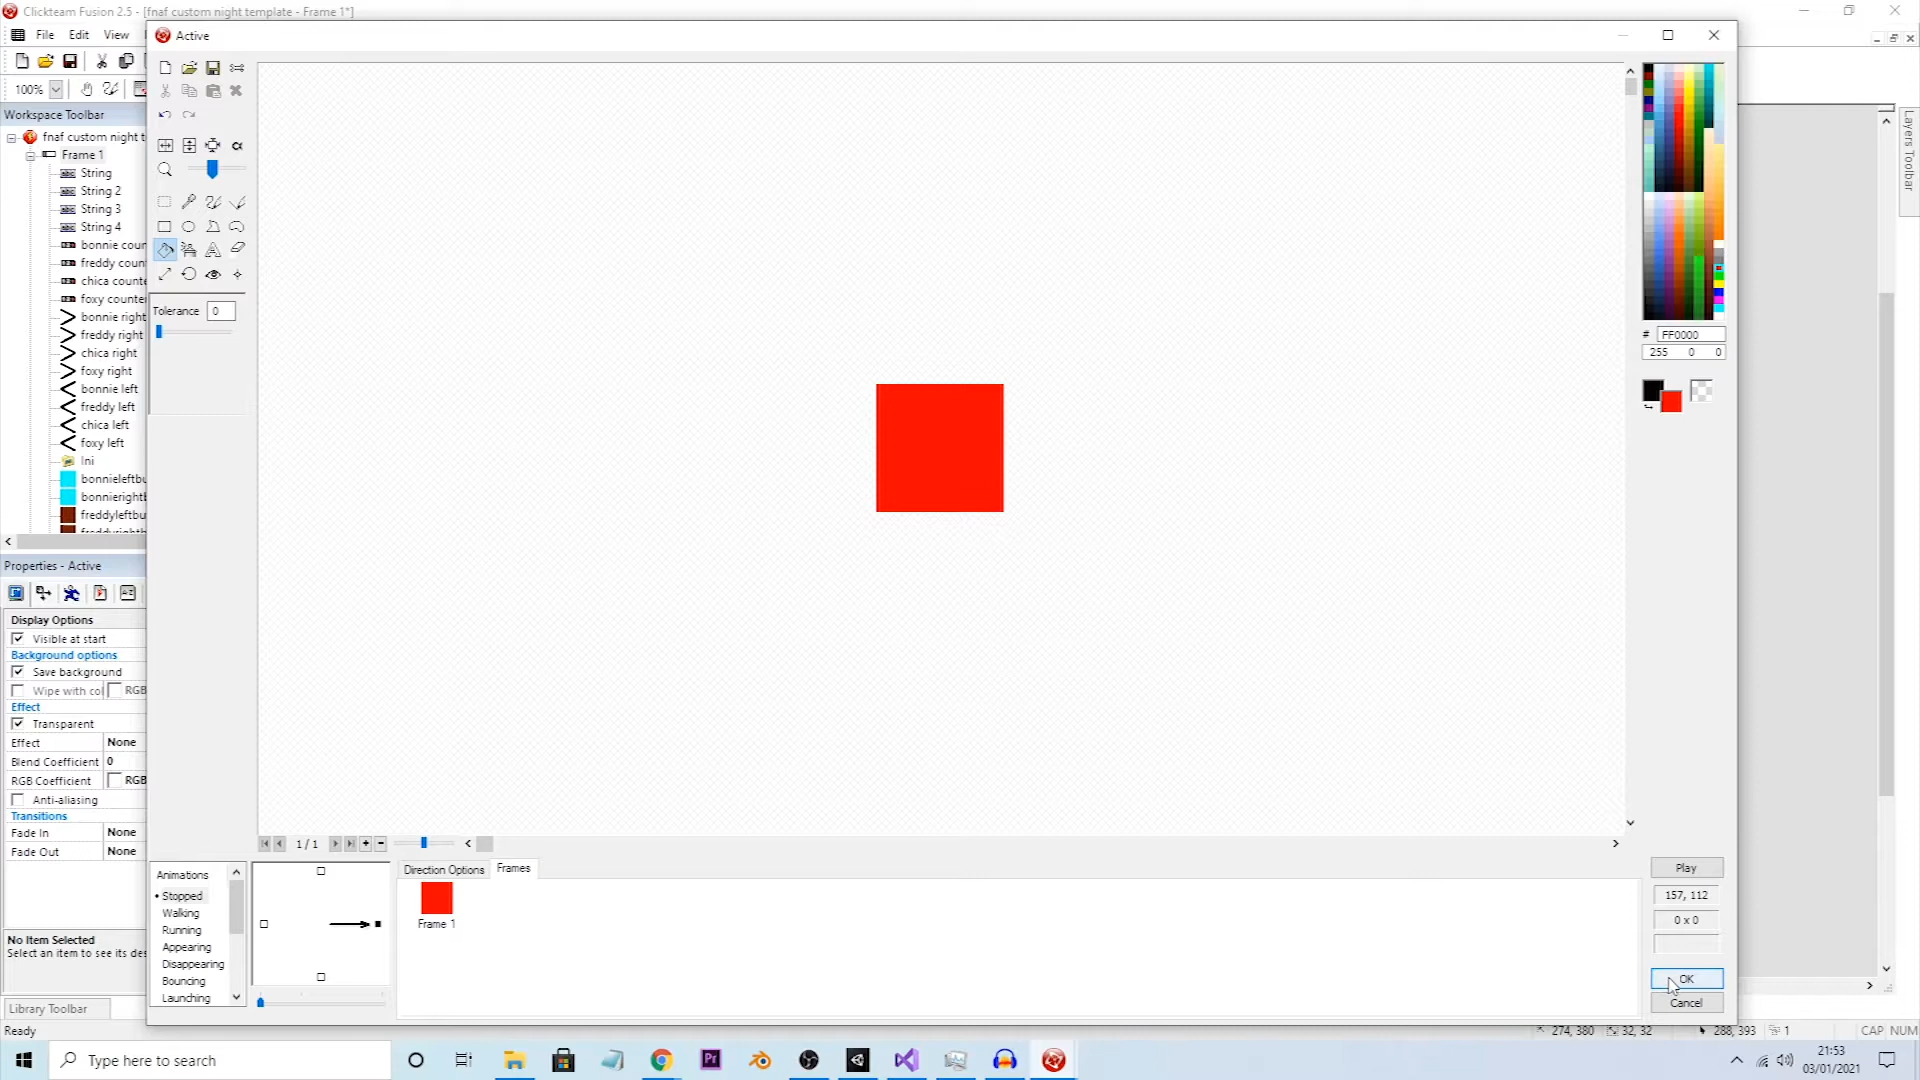 Clickteam Fusion 2.5 - [fnaf custom night template - Frame 1*]
File Edit View
Active
100%
Workspace Toolbar
fnaf custom night t
Frame 1
String
String 2
String 3
String 4
bonnie coun
freddy coun
chica counte
foxy counte
bonnie right
freddy right
chica right
foxy right
bonnie left
freddy left
chica left
foxy left
Ini
bonnieleftbu
bonnierightb
freddyleftbu
Tolerance 0
Layers Toolbar
# FF0000
255 0 0
Properties - Active
Display Options
Visible at start
Background options
Save background
Wipe with col RGB
Effect
Transparent
Effect None
Blend Coefficient 0
RGB Coefficient RGB
Anti-aliasing
Transitions
Fade In None
Fade Out None
No Item Selected
Select an item to see its des
Library Toolbar
Ready
1 / 1
Animations
Stopped
Walking
Running
Appearing
Disappearing
Bouncing
Launching
Direction Options Frames
Frame 1
Play
157, 112
0 x 0
OK
Cancel
274, 380 32, 32 288, 393 1 CAP NUM
Type here to search
Pr
21:53
03/01/2021